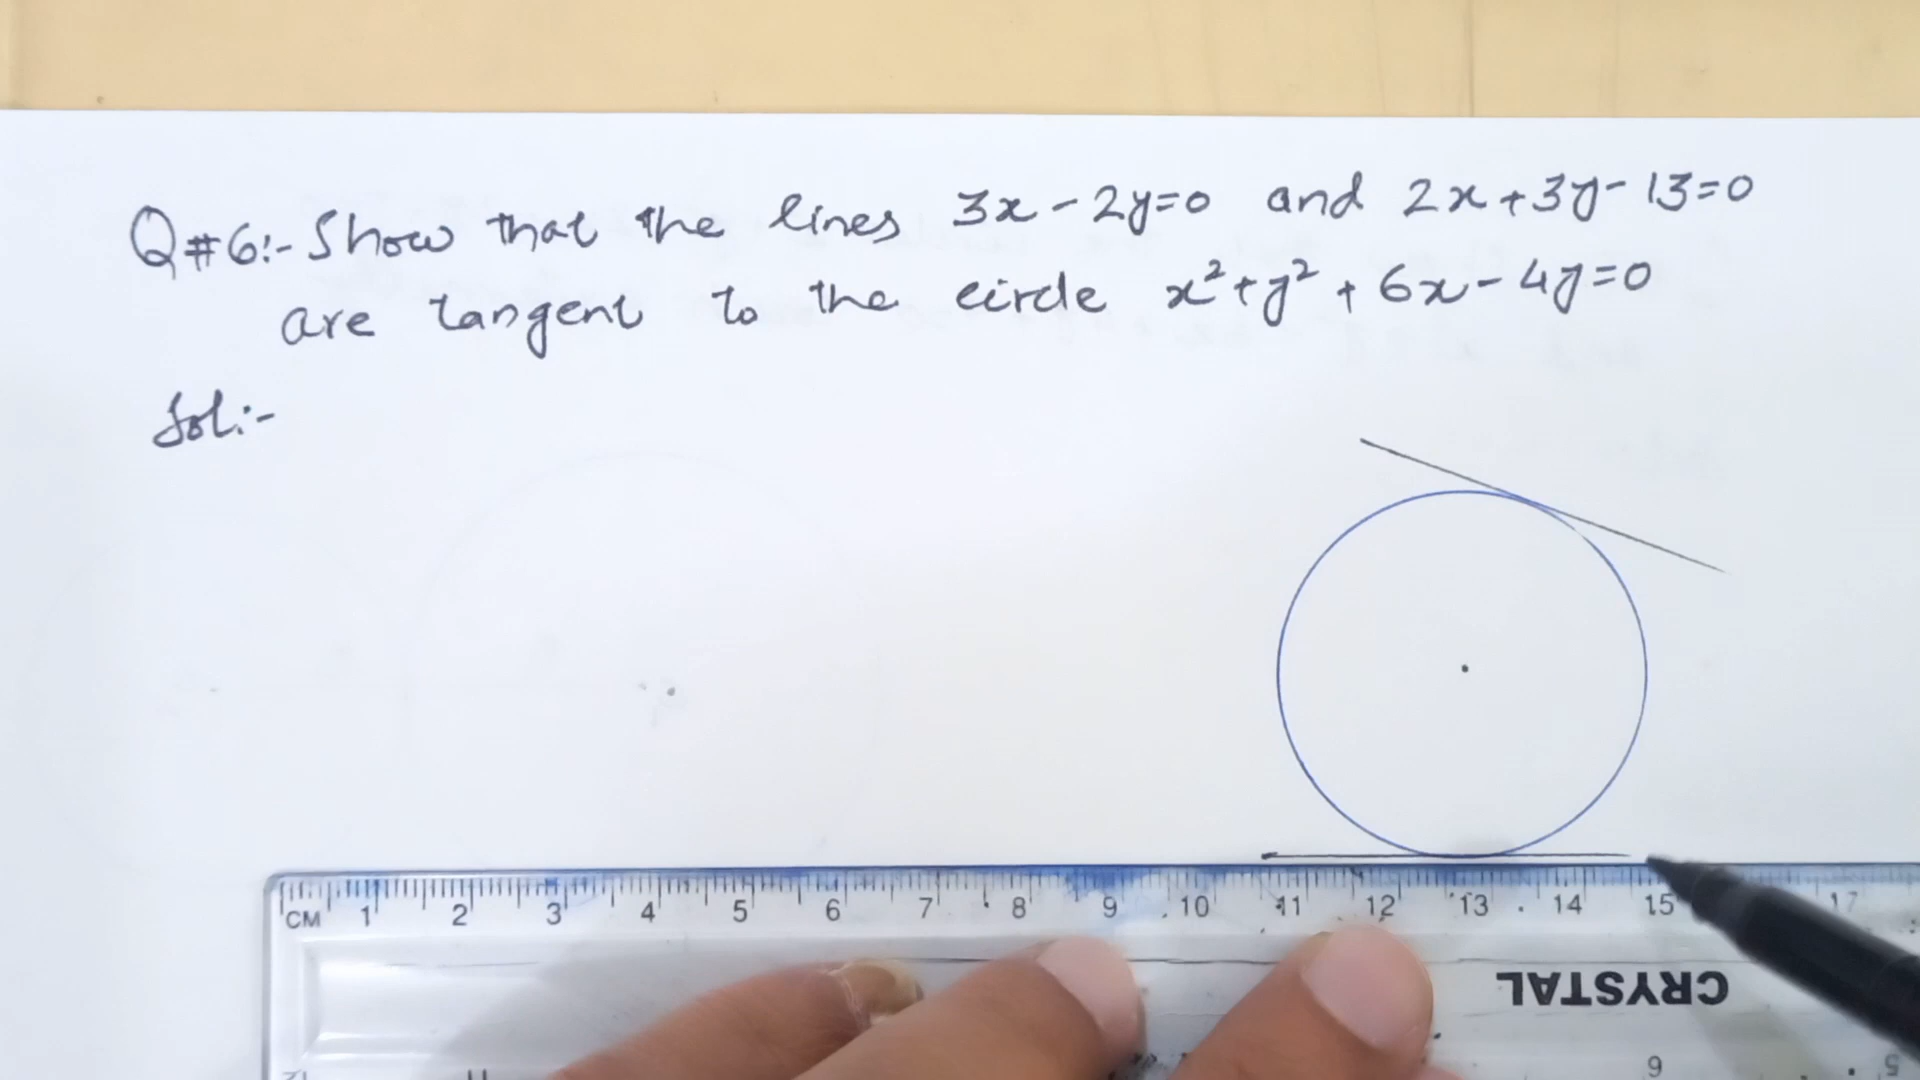 Q#6:- Show that the lines 3x-2y=0 and 2x+3y-13=0
are tangent to the circle x²+y²+6x-4y=0
Sol:-
CM 1 2 3 4 5 6 7 8 9 10 11 12 13 14 15 17
CRYSTAL
6 5